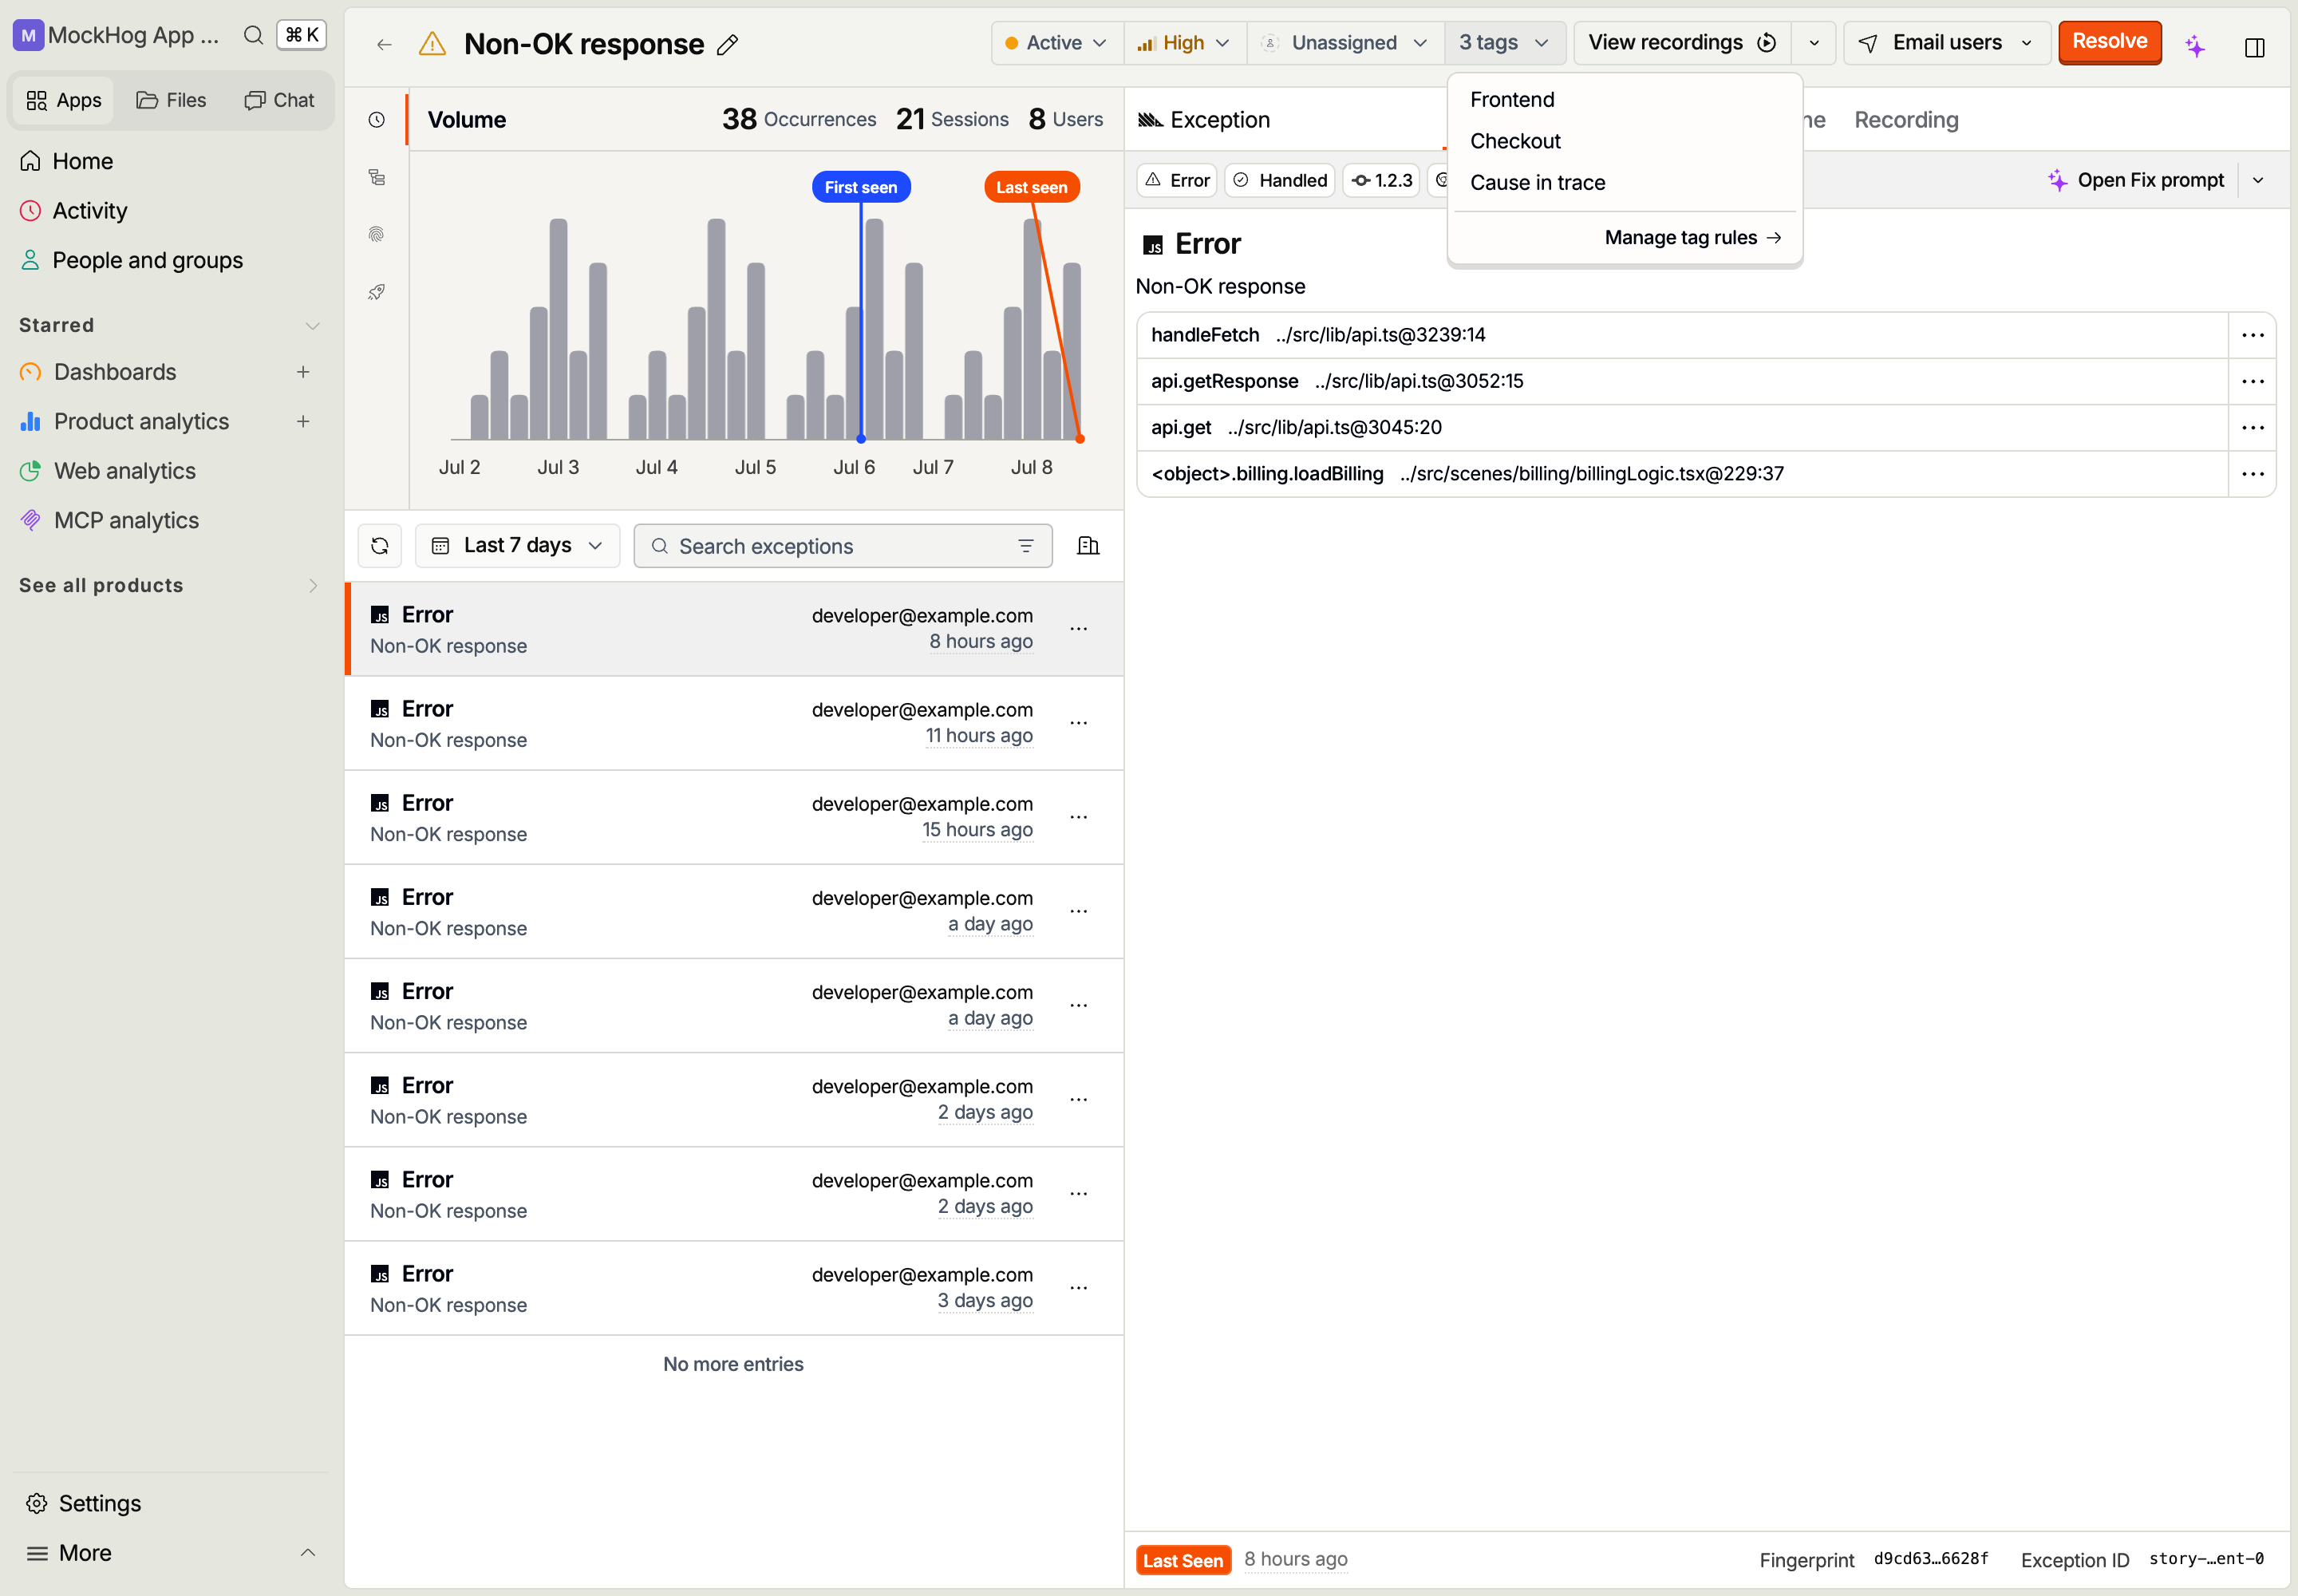 M MockHog App ... ⌘ K
Apps Files Chat
Home
Activity
People and groups
Starred
Dashboards
Product analytics
Web analytics
MCP analytics
See all products
Settings
More
Non-OK response
Active High Unassigned 3 tags View recordings Email users Resolve
Frontend
Checkout
Cause in trace
Manage tag rules →
Volume 38 Occurrences 21 Sessions 8 Users
First seen Last seen
Jul 2 Jul 3 Jul 4 Jul 5 Jul 6 Jul 7 Jul 8
Last 7 days Search exceptions
JS Error developer@example.com
Non-OK response 8 hours ago
JS Error developer@example.com
Non-OK response 11 hours ago
JS Error developer@example.com
Non-OK response 15 hours ago
JS Error developer@example.com
Non-OK response a day ago
JS Error developer@example.com
Non-OK response a day ago
JS Error developer@example.com
Non-OK response 2 days ago
JS Error developer@example.com
Non-OK response 2 days ago
JS Error developer@example.com
Non-OK response 3 days ago
No more entries
Exception Recording
Error Handled 1.2.3 Open Fix prompt
JS Error
Non-OK response
handleFetch ../src/lib/api.ts@3239:14
api.getResponse ../src/lib/api.ts@3052:15
api.get ../src/lib/api.ts@3045:20
<object>.billing.loadBilling ../src/scenes/billing/billingLogic.tsx@229:37
Last Seen 8 hours ago Fingerprint d9cd63…6628f Exception ID story-…ent-0